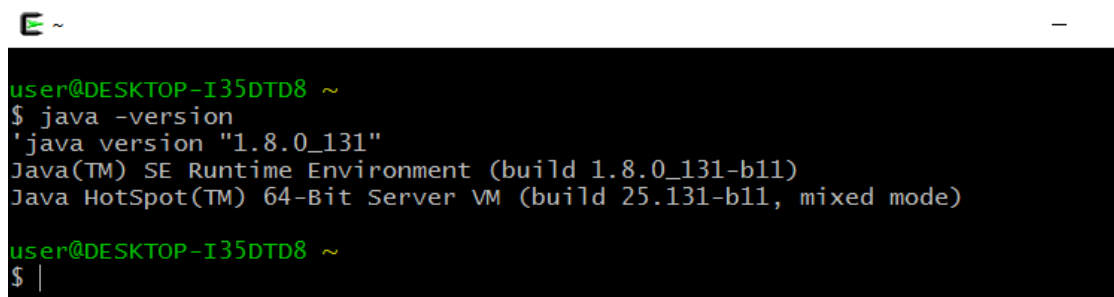 ~
user@DESKTOP-I35DTD8 ~
$ java -version
'java version "1.8.0_131"
Java(TM) SE Runtime Environment (build 1.8.0_131-b11)
Java HotSpot(TM) 64-Bit Server VM (build 25.131-b11, mixed mode)
user@DESKTOP-I35DTD8 ~
$